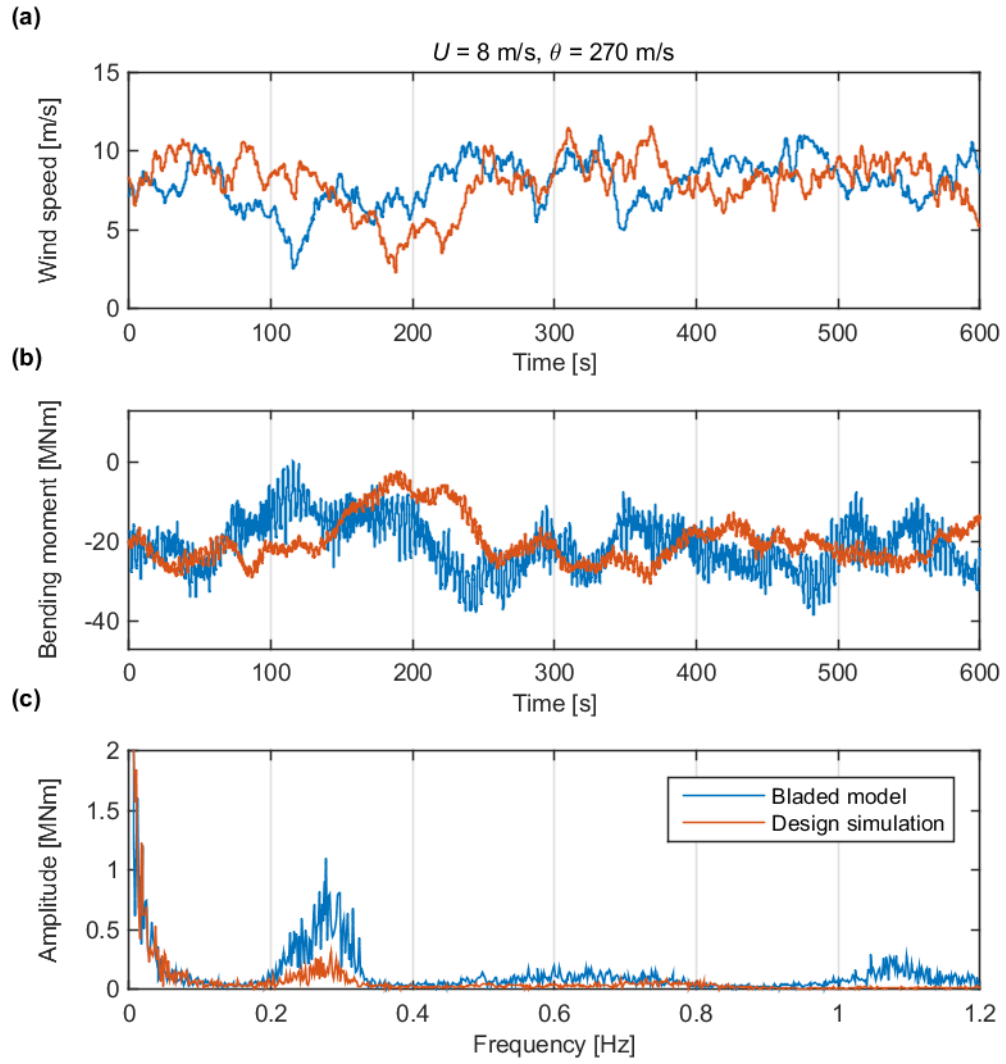 (a)
U = 8 m/s, θ = 270 m/s
Wind speed [m/s]
15
10
5
0
0 100 200 300 400 500 600
Time [s]
(b)
Bending moment [MNm]
0
-20
-40
0 100 200 300 400 500 600
Time [s]
(c)
Amplitude [MNm]
2
1.5
1
0.5
0
Bladed model
Design simulation
0 0.2 0.4 0.6 0.8 1 1.2
Frequency [Hz]